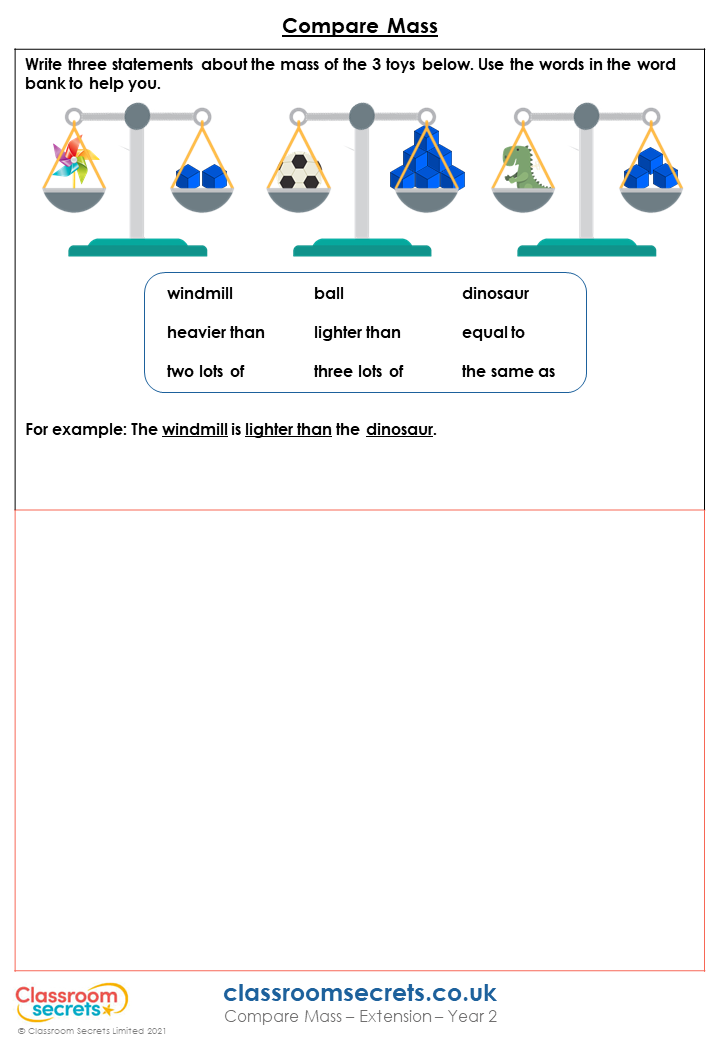 Compare Mass
Write three statements about the mass of the 3 toys below. Use the words in the word
bank to help you.
windmill ball dinosaur
heavier than lighter than equal to
two lots of three lots of the same as
For example: The windmill is lighter than the dinosaur.
Classroom
secrets
© Classroom Secrets Limited 2021
classroomsecrets.co.uk
Compare Mass – Extension – Year 2